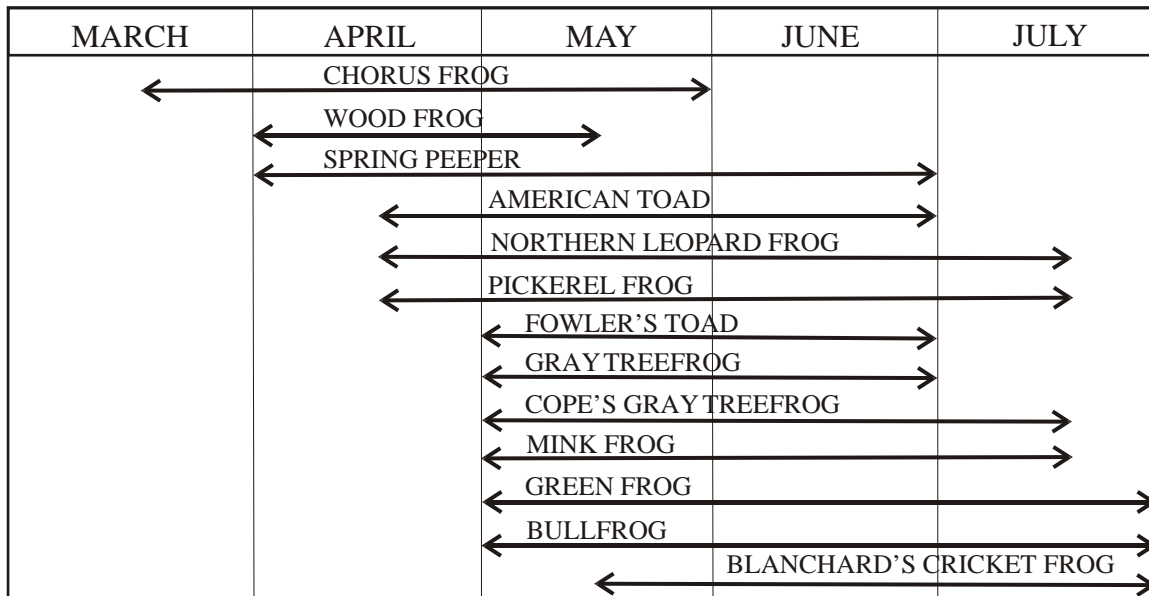 MARCH APRIL MAY JUNE JULY
CHORUS FROG
WOOD FROG
SPRING PEEPER
AMERICAN TOAD
NORTHERN LEOPARD FROG
PICKEREL FROG
FOWLER’S TOAD
GRAY TREEFROG
COPE’S GRAY TREEFROG
MINK FROG
GREEN FROG
BULLFROG
BLANCHARD’S CRICKET FROG